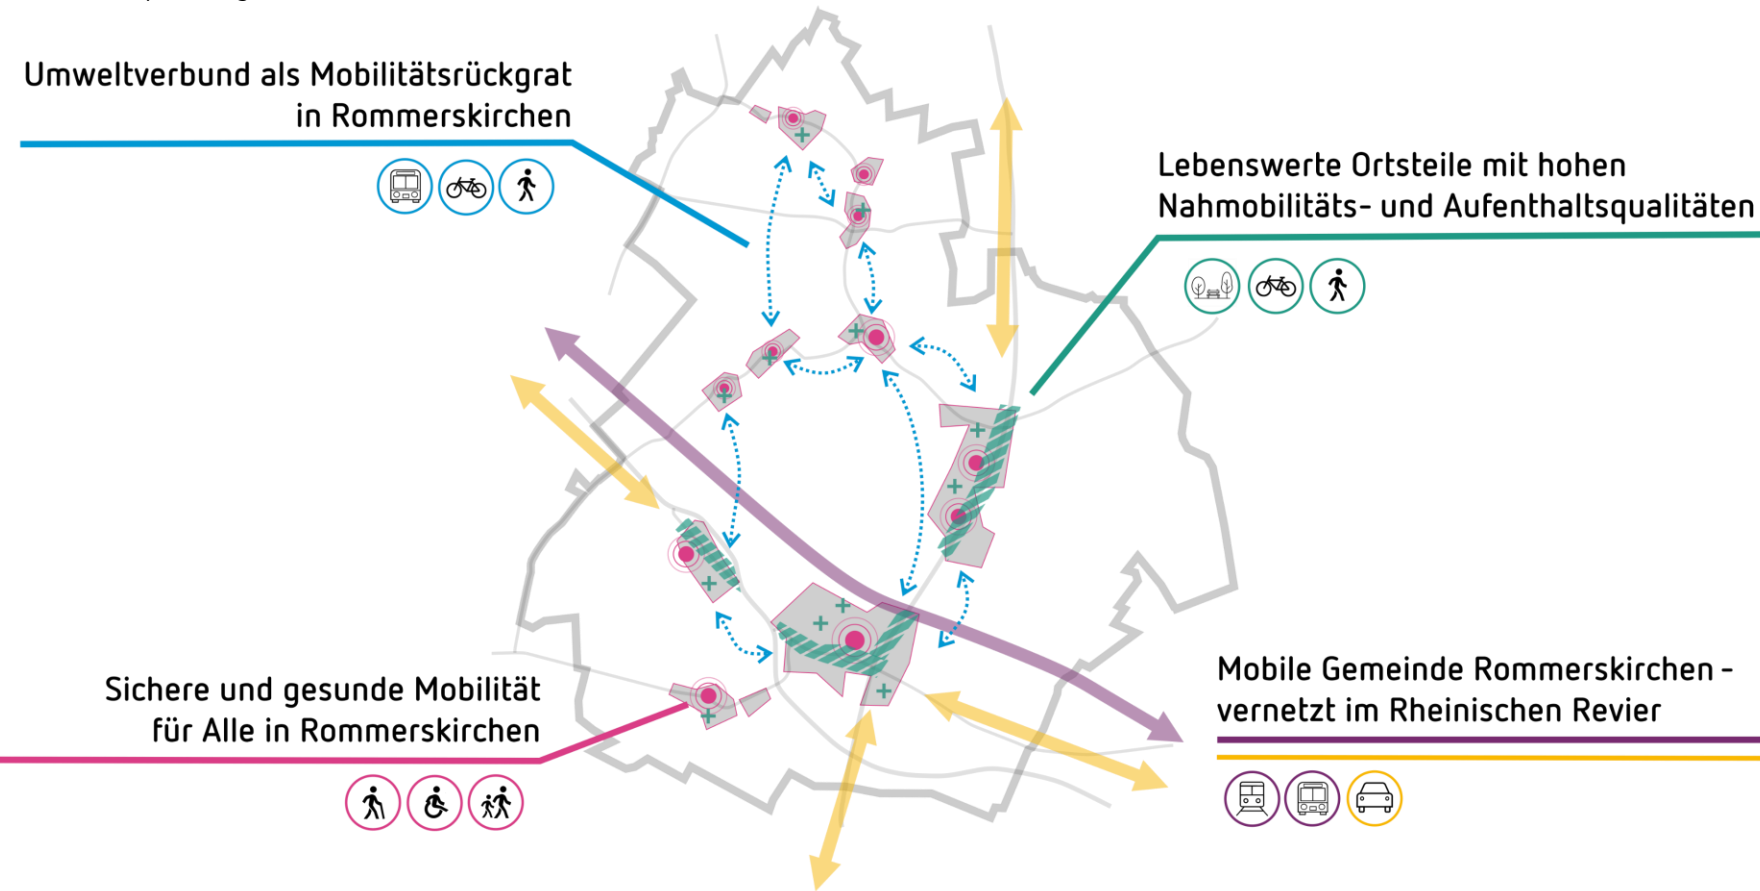 Umweltverbund als Mobilitätsrückgrat
in Rommerskirchen
Lebenswerte Ortsteile mit hohen
Nahmobilitäts- und Aufenthaltsqualitäten
Sichere und gesunde Mobilität
für Alle in Rommerskirchen
Mobile Gemeinde Rommerskirchen -
vernetzt im Rheinischen Revier